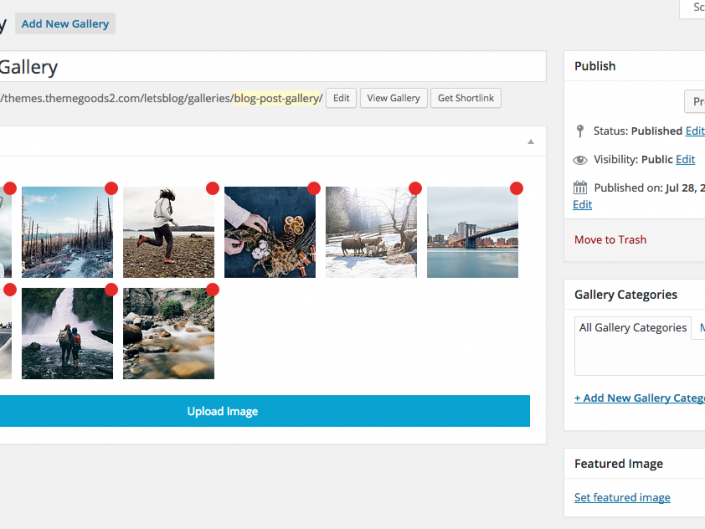 y Add New Gallery
Sc
Gallery
/themes.themegoods2.com/letsblog/galleries/blog-post-gallery/ Edit View Gallery Get Shortlink
Upload Image
Publish
Pr
Status: Published Edit
Visibility: Public Edit
Published on: Jul 28, 2
Edit
Move to Trash
Gallery Categories
All Gallery Categories M
+ Add New Gallery Categ
Featured Image
Set featured image